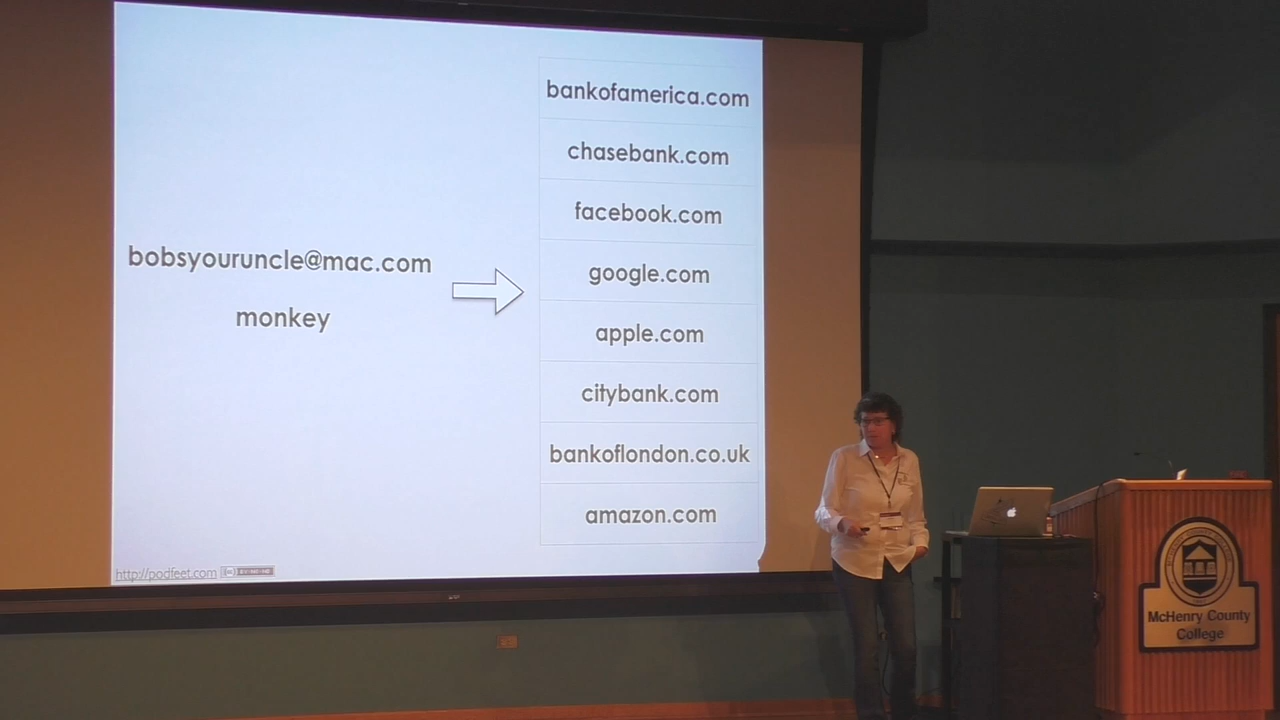 bankofamerica.com
chasebank.com
facebook.com
google.com
apple.com
citybank.com
bankoflondon.co.uk
amazon.com
bobsyouruncle@mac.com
monkey
http://podfeet.com
McHenry County
College